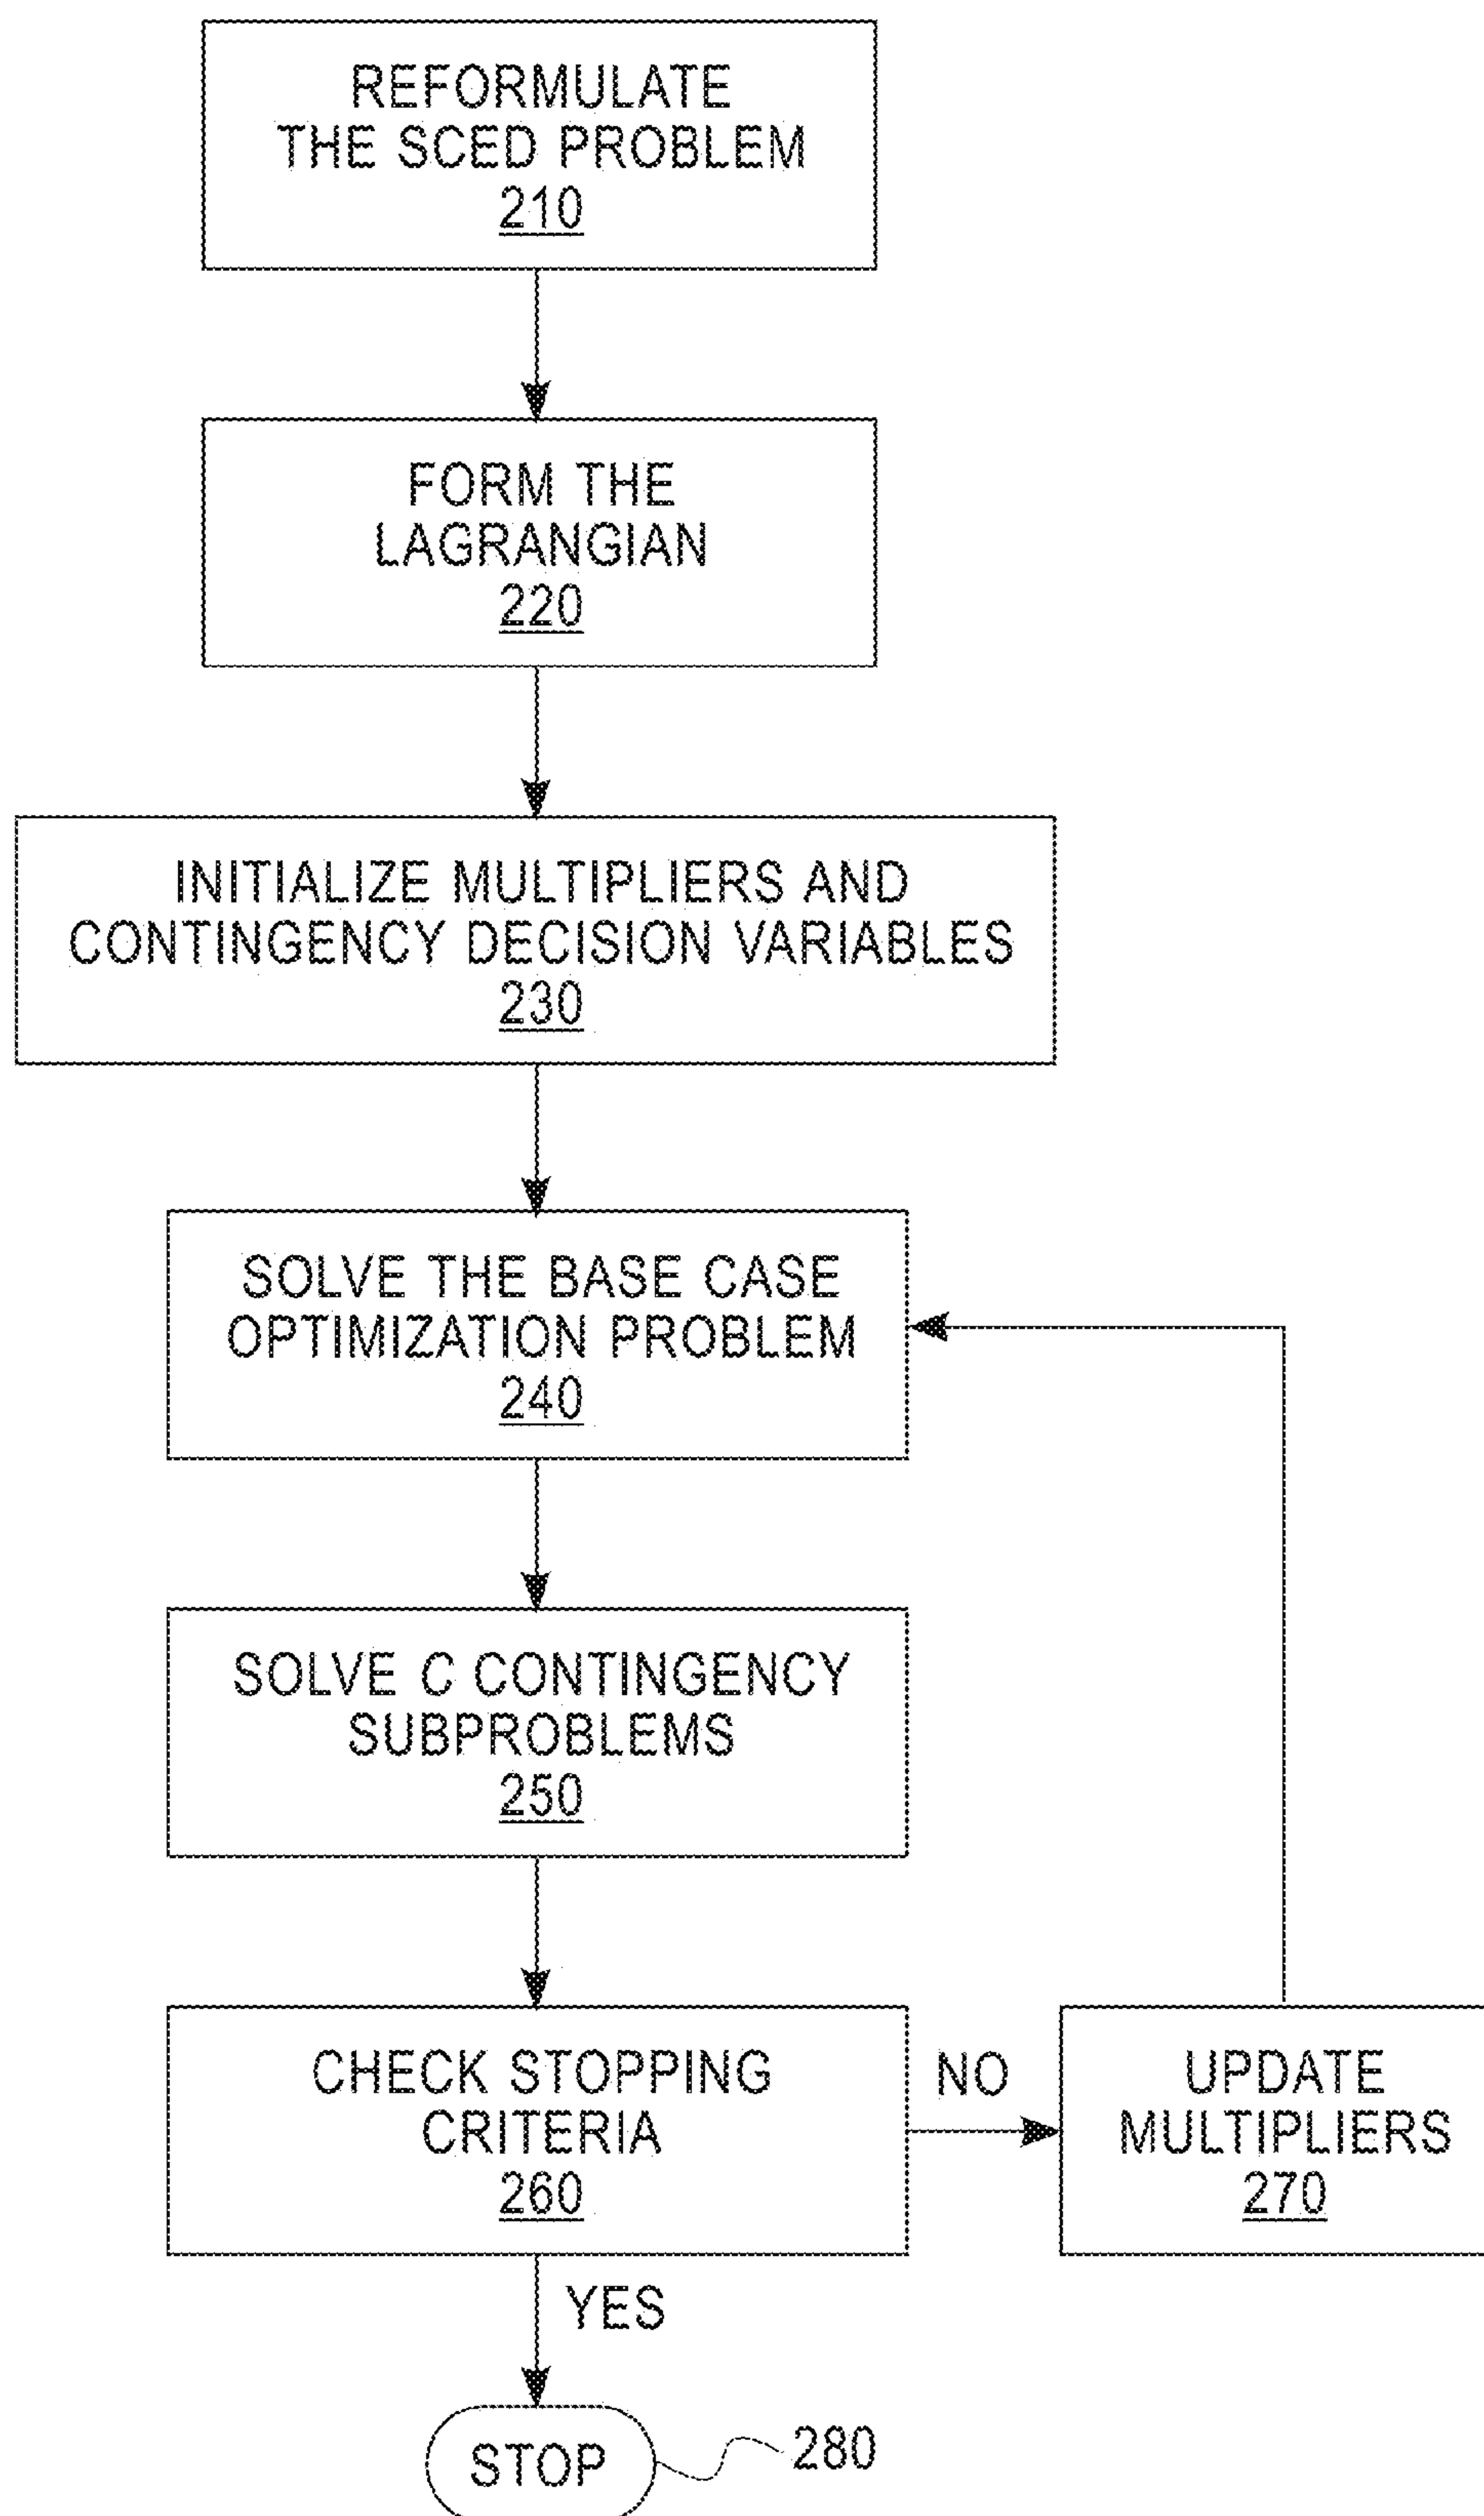 REFORMULATE
THE SCED PROBLEM
210
FORM THE
LAGRANGIAN
220
INITIALIZE MULTIPLIERS AND
CONTINGENCY DECISION VARIABLES
230
SOLVE THE BASE CASE
OPTIMIZATION PROBLEM
240
SOLVE C CONTINGENCY
SUBPROBLEMS
250
CHECK STOPPING
CRITERIA
260
NO
UPDATE
MULTIPLIERS
270
YES
STOP
280